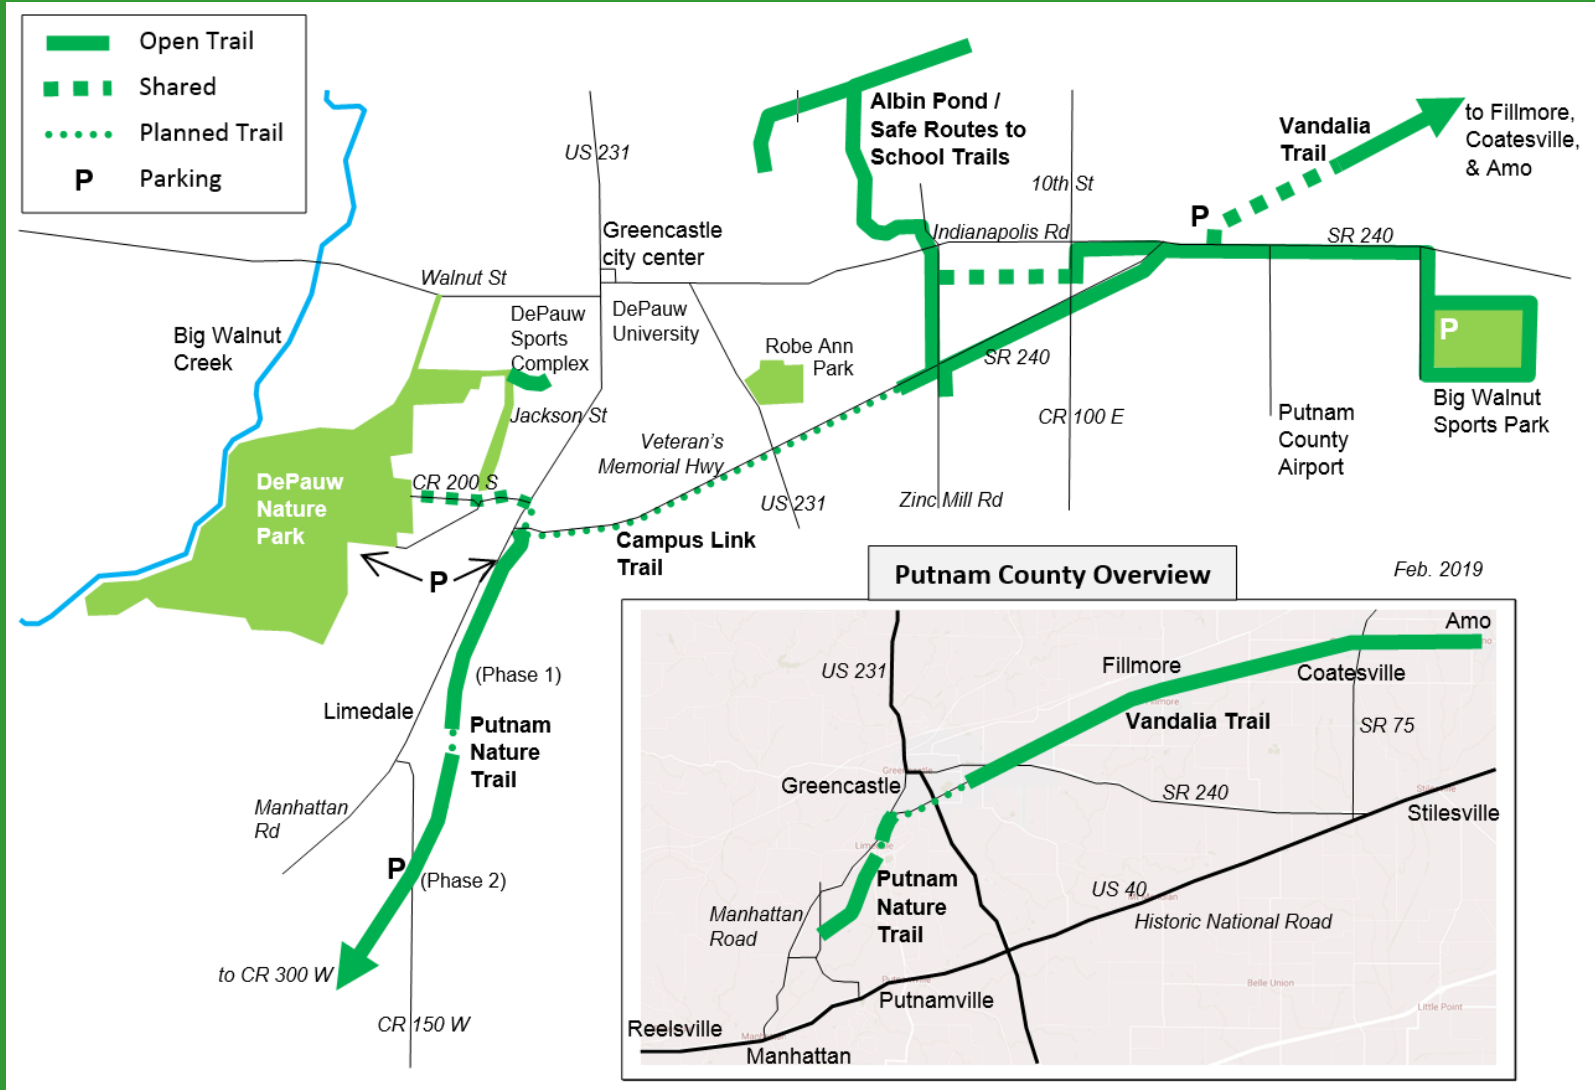 Open Trail
Shared
Planned Trail
P Parking
US 231
Albin Pond /
Safe Routes to
School Trails
10th St
Vandalia
Trail
to Fillmore,
Coatesville,
& Amo
P
Greencastle
city center
Indianapolis Rd
SR 240
Walnut St
Big Walnut
Creek
DePauw
Sports
Complex
DePauw
University
Robe Ann
Park
SR 240
P
Big Walnut
Sports Park
Jackson St
Veteran's
Memorial Hwy
CR 100 E
Putnam
County
Airport
DePauw
Nature
Park
CR 200 S
US 231
Zinc Mill Rd
Campus Link
Trail
P
(Phase 1)
Limedale
Putnam
Nature
Trail
Manhattan
Rd
P
(Phase 2)
to CR 300 W
CR 150 W
Putnam County Overview
Feb. 2019
Amo
US 231
Fillmore
Coatesville
Vandalia Trail
SR 75
Greencastle
SR 240
Stilesville
Putnam
Nature
Trail
US 40
Manhattan
Road
Historic National Road
Belle Union
Little Point
Putnamville
Reelsville
Manhattan